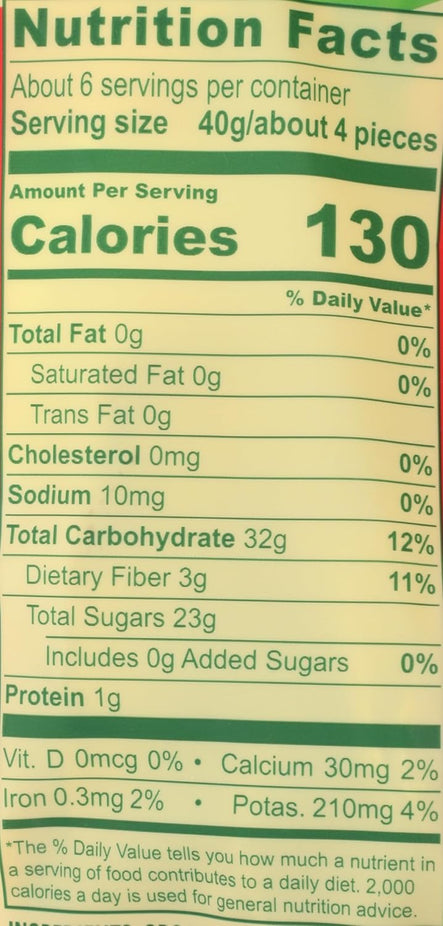 Nutrition Facts
About 6 servings per container
Serving size 40g/about 4 pieces
Amount Per Serving
Calories 130
% Daily Value*
Total Fat 0g 0%
Saturated Fat 0g 0%
Trans Fat 0g
Cholesterol 0mg 0%
Sodium 10mg 0%
Total Carbohydrate 32g 12%
Dietary Fiber 3g 11%
Total Sugars 23g
Includes 0g Added Sugars 0%
Protein 1g
Vit. D 0mcg 0% • Calcium 30mg 2%
Iron 0.3mg 2% • Potas. 210mg 4%
*The % Daily Value tells you how much a nutrient in
a serving of food contributes to a daily diet. 2,000
calories a day is used for general nutrition advice.